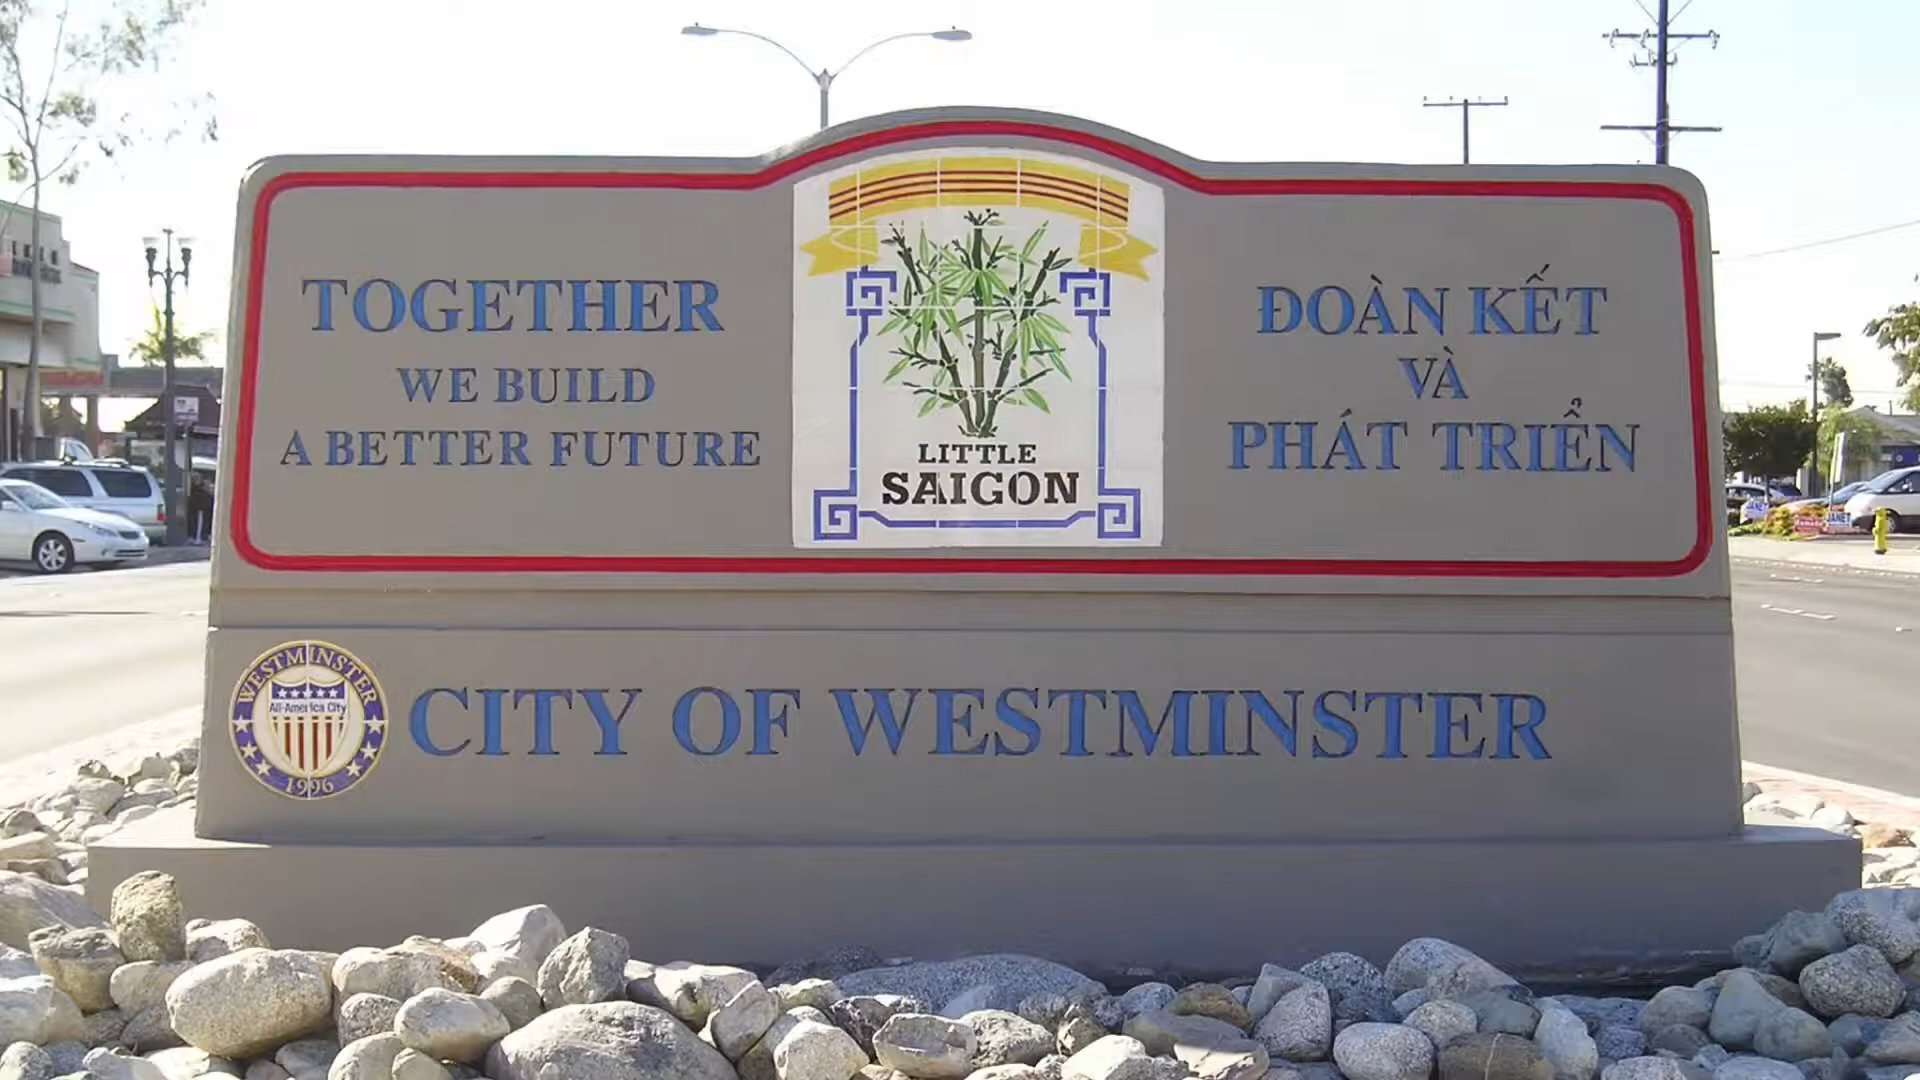 TOGETHER
WE BUILD
A BETTER FUTURE
LITTLE
SAIGON
ĐOÀN KẾT
VÀ
PHÁT TRIỂN
WESTMINSTER
All-America City
1996
CITY OF WESTMINSTER
JANET